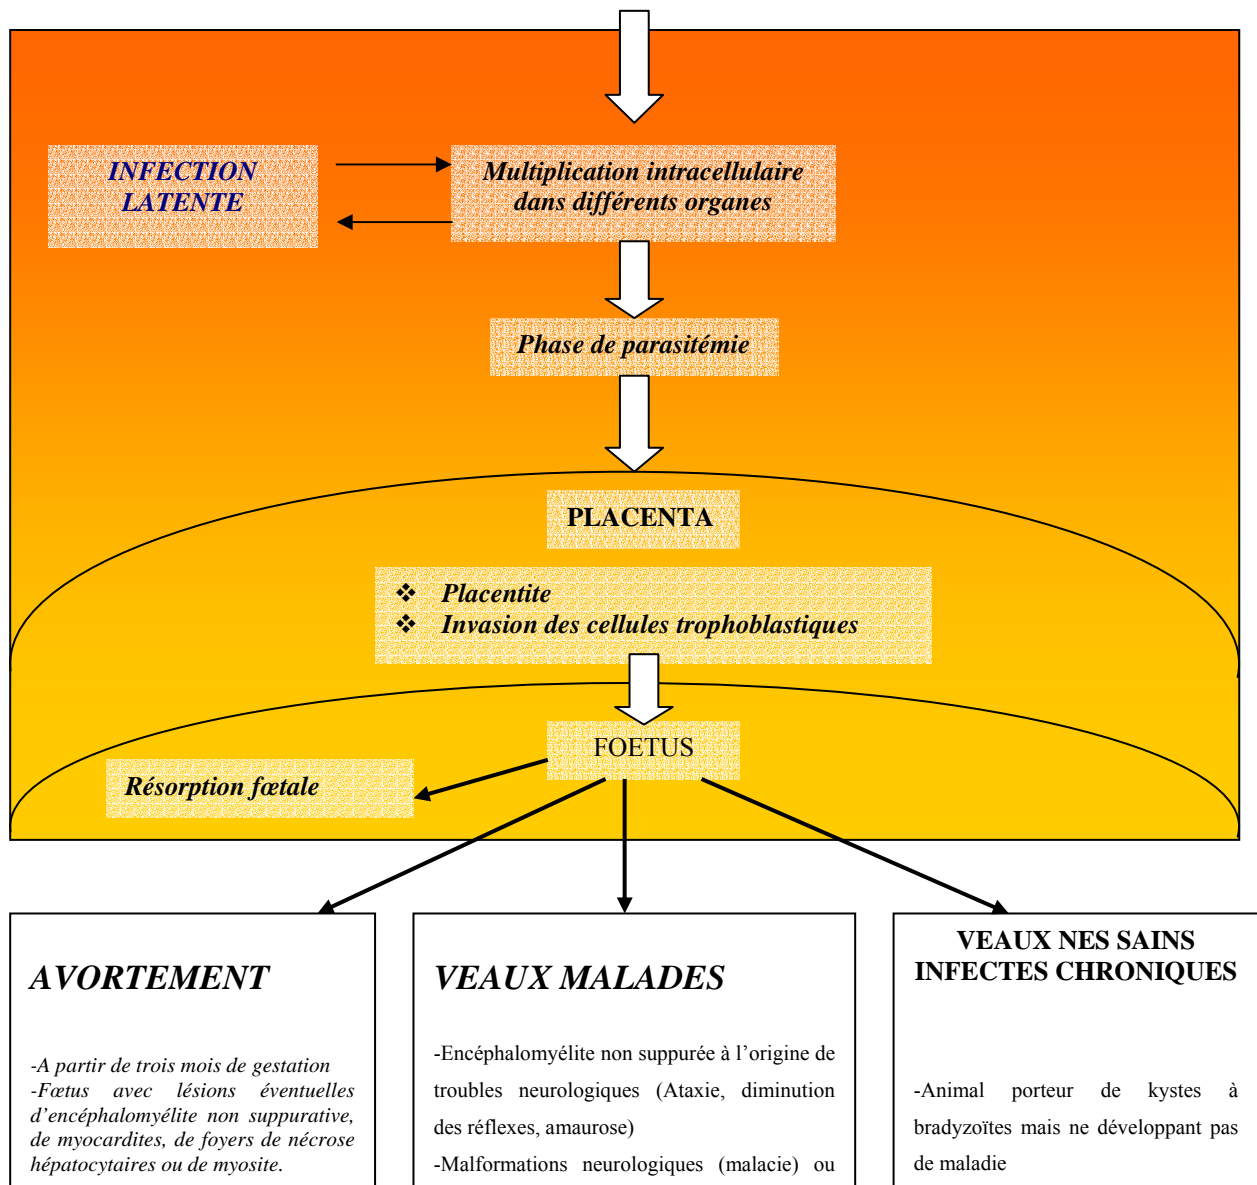 INFECTION
LATENTE
Multiplication intracellulaire
dans différents organes
Phase de parasitémie
PLACENTA
❖ Placentite
❖ Invasion des cellules trophoblastiques
FOETUS
Résorption fœtale
AVORTEMENT
-A partir de trois mois de gestation
-Fœtus avec lésions éventuelles
d'encéphalomyélite non suppurative,
de myocardites, de foyers de nécrose
hépatocytaires ou de myosite.
VEAUX MALADES
-Encéphalomyélite non suppurée à l'origine de
troubles neurologiques (Ataxie, diminution
des réflexes, amaurose)
-Malformations neurologiques (malacie) ou
VEAUX NES SAINS
INFECTES CHRONIQUES
-Animal porteur de kystes à
bradyzoïtes mais ne développant pas
de maladie